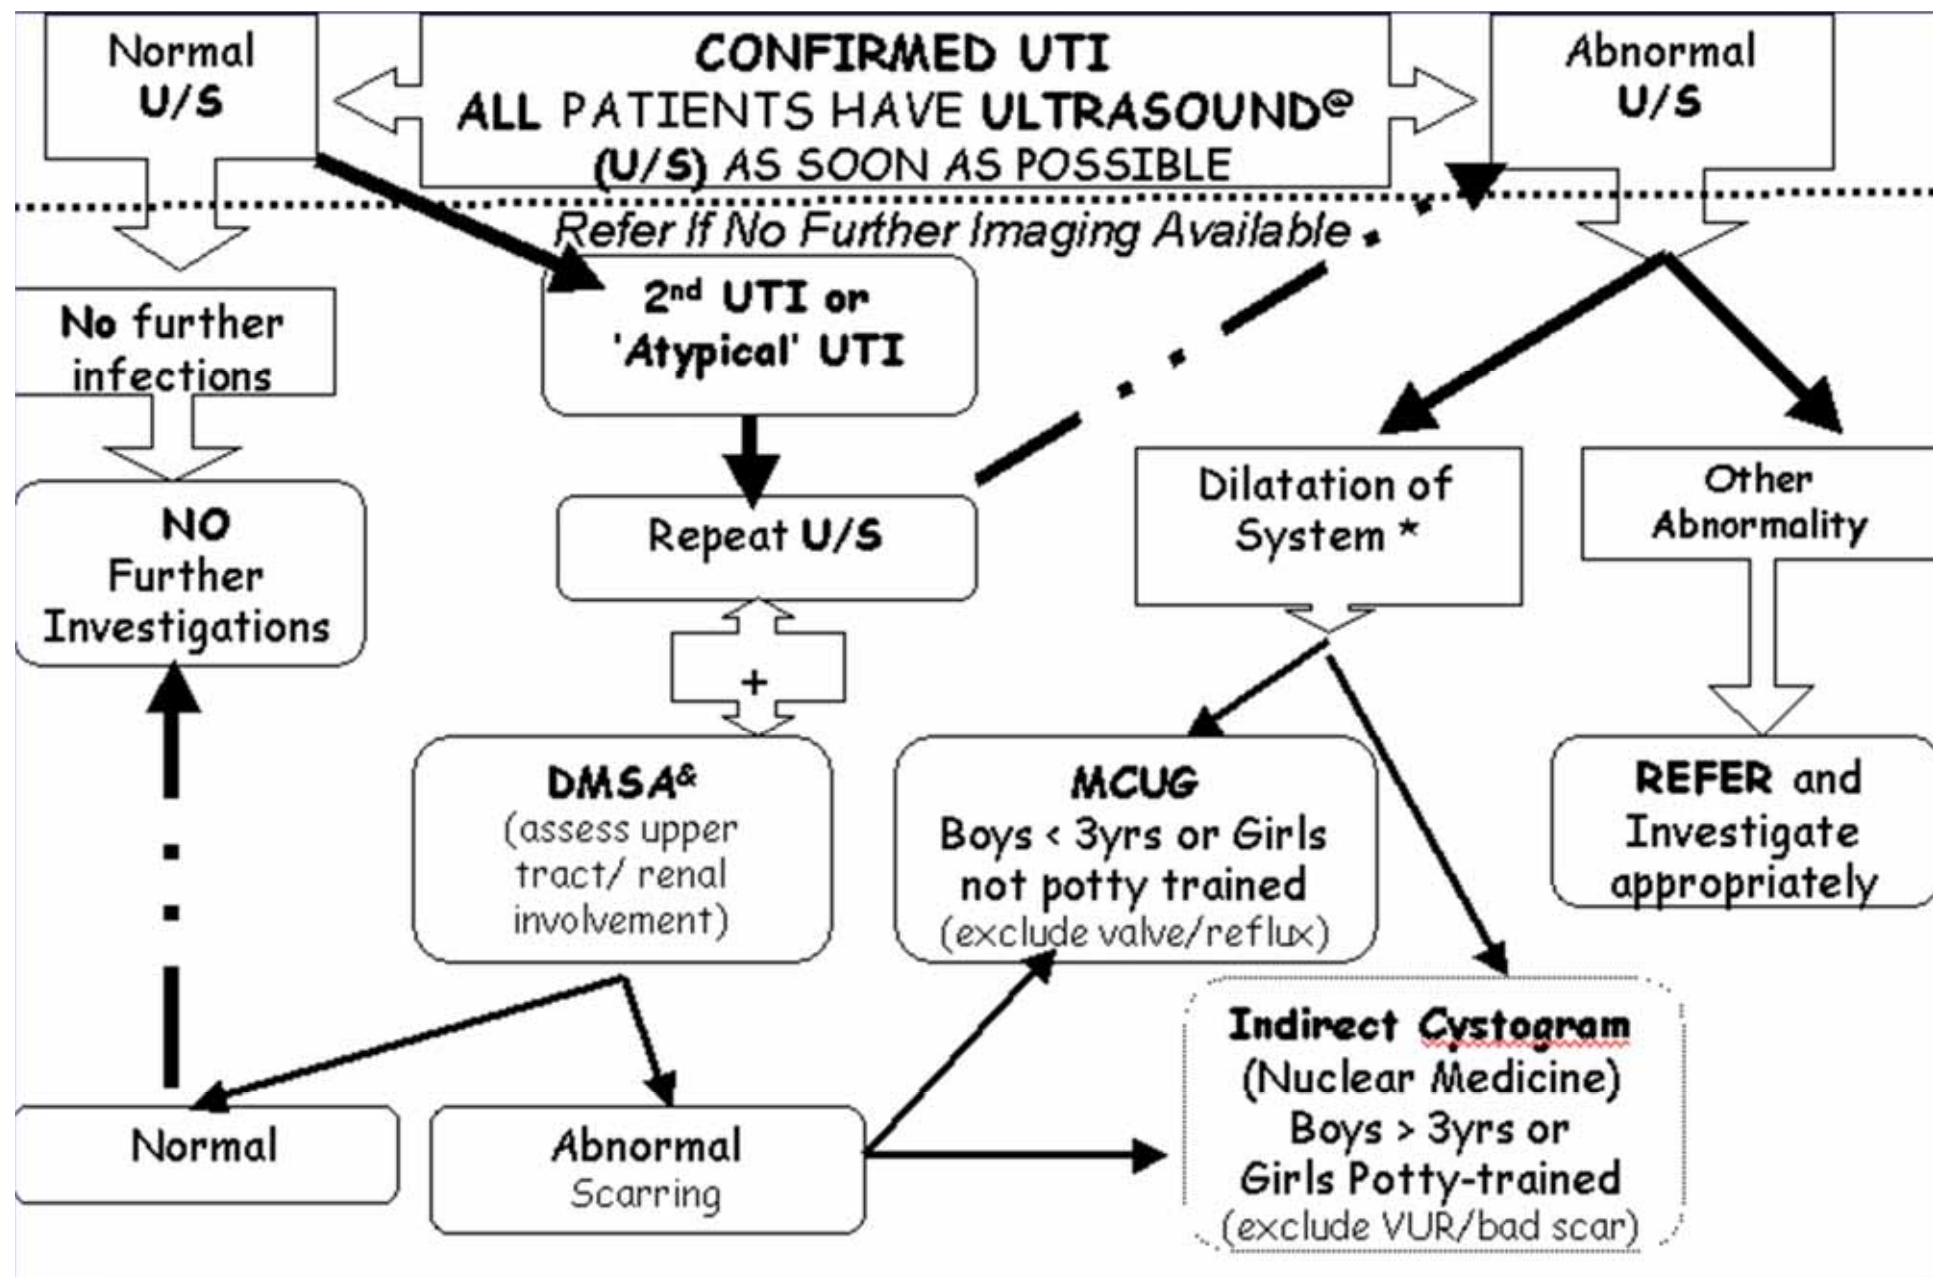 Normal
U/S
CONFIRMED UTI
ALL PATIENTS HAVE ULTRASOUND@
(U/S) AS SOON AS POSSIBLE
Abnormal
U/S
Refer If No Further Imaging Available
No further
infections
2nd UTI or
'Atypical' UTI
NO
Further
Investigations
Repeat U/S
+
Dilatation of
System *
Other
Abnormality
DMSA&
(assess upper
tract/ renal
involvement)
MCUG
Boys < 3yrs or Girls
not potty trained
(exclude valve/reflux)
REFER and
Investigate
appropriately
Normal
Abnormal
Scarring
Indirect Cystogram
(Nuclear Medicine)
Boys > 3yrs or
Girls Potty-trained
(exclude VUR/bad scar)